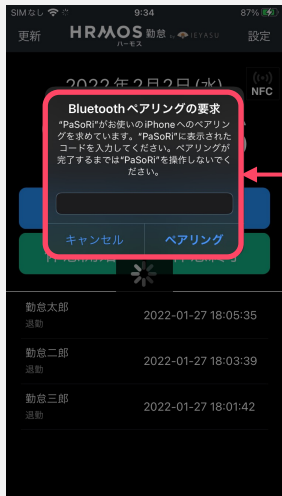 SIMなし 9:34 87%
更新 HRMOS 勤怠 by IEYASU 設定
ハーモス
2022年2月2日(水)
NFC
Bluetoothペアリングの要求
"PaSoRi"がお使いのiPhoneへのペアリン
グを求めています。"PaSoRi"に表示された
コードを入力してください。ペアリングが
完了するまでは"PaSoRi"を操作しないでく
ださい。
キャンセル ペアリング
勤怠太郎
退勤 2022-01-27 18:05:35
勤怠二郎
退勤 2022-01-27 18:03:39
勤怠三郎
退勤 2022-01-27 18:01:42